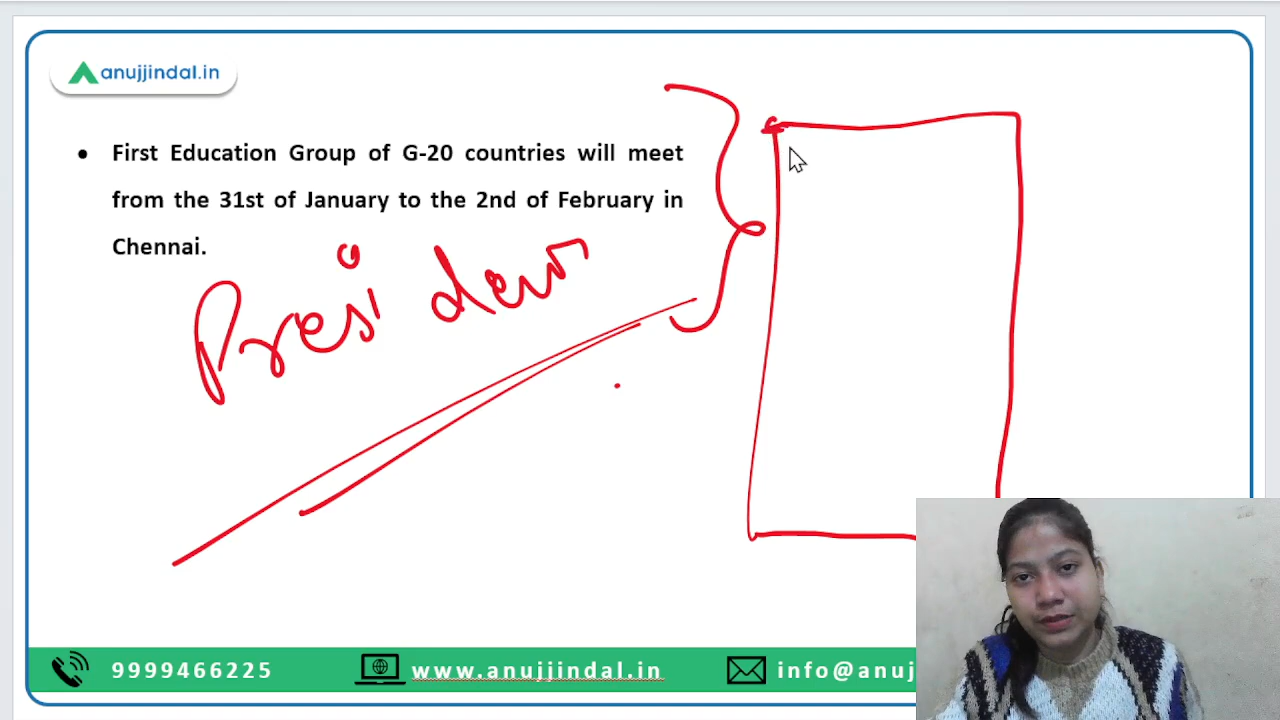 anujjindal.in
First Education Group of G-20 countries will meet
from the 31st of January to the 2nd of February in
Chennai.
9999466225
www.anujjindal.in
info@anuj